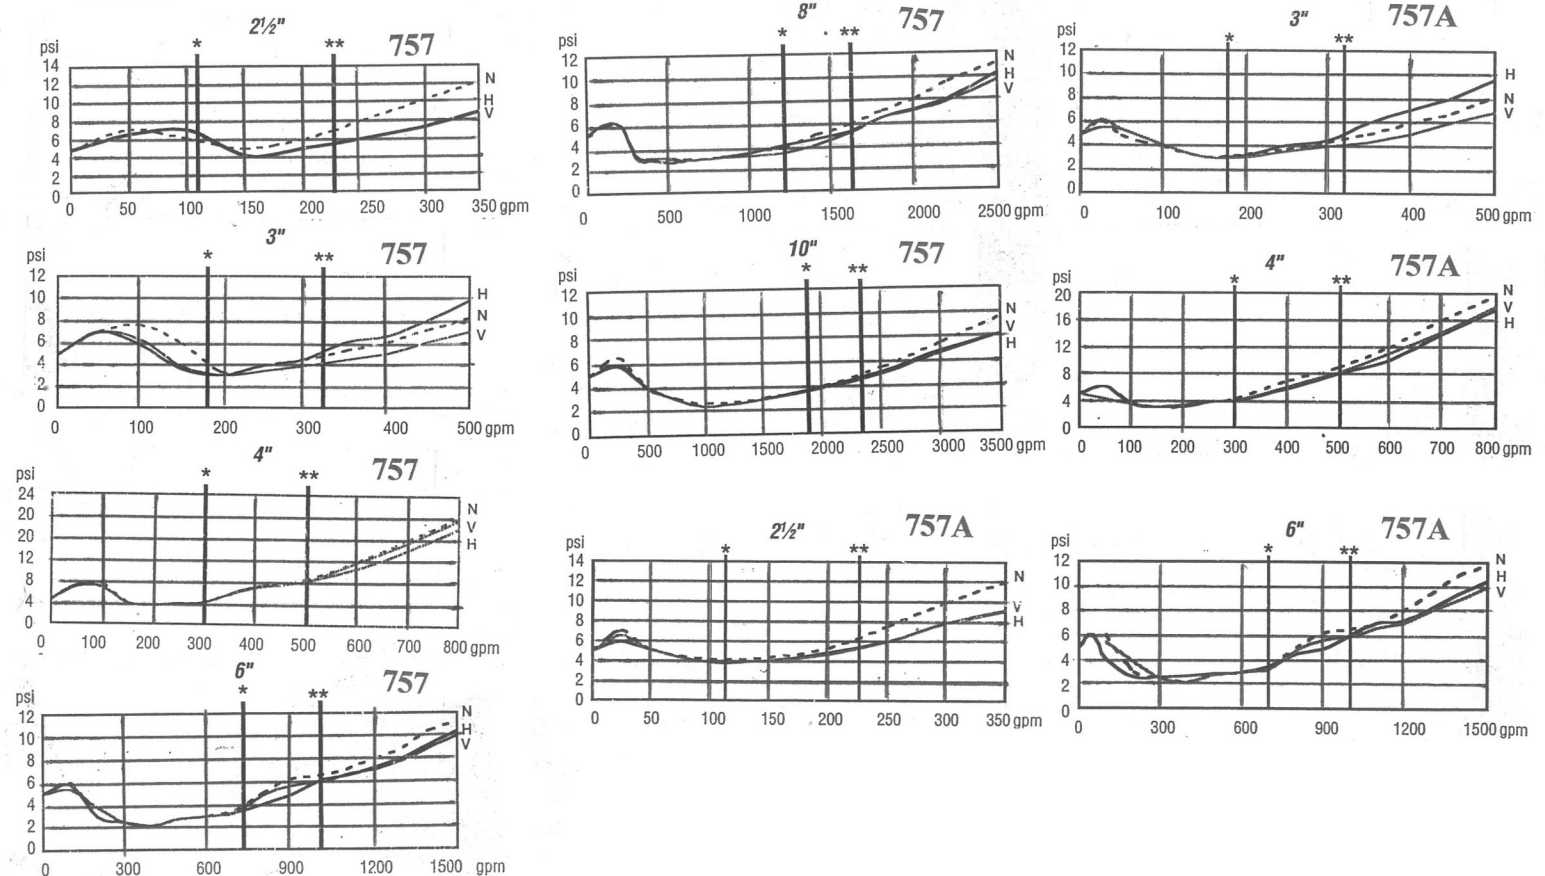 2½" 757
psi * **
14
12
10
8
6
4
2
0
N
H
V
0 50 100 150 200 250 300 350 gpm
3" 757
psi * **
12
10
8
6
4
2
0
H
N
V
0 100 200 300 400 500 gpm
4" 757
psi * **
24
20
20
12
8
4
0
N
V
H
0 100 200 300 400 500 600 700 800 gpm
6" 757
psi * **
12
10
8
6
4
2
0
N
H
V
0 300 600 900 1200 1500 gpm
8" 757
psi * **
12
10
8
6
4
2
0
N
H
V
0 500 1000 1500 2000 2500 gpm
10" 757
psi * **
12
10
8
6
4
2
0
N
V
H
0 500 1000 1500 2000 2500 3000 3500 gpm
2½" 757A
psi * **
14
12
10
8
6
4
2
0
N
V
H
0 50 100 150 200 250 300 350 gpm
3" 757A
psi * **
12
10
8
6
4
2
0
H
N
V
0 100 200 300 400 500 gpm
4" 757A
psi * **
20
16
12
8
4
0
N
V
H
0 100 200 300 400 500 600 700 800 gpm
6" 757A
psi * **
12
10
8
6
4
2
0
N
H
V
0 300 600 900 1200 1500 gpm